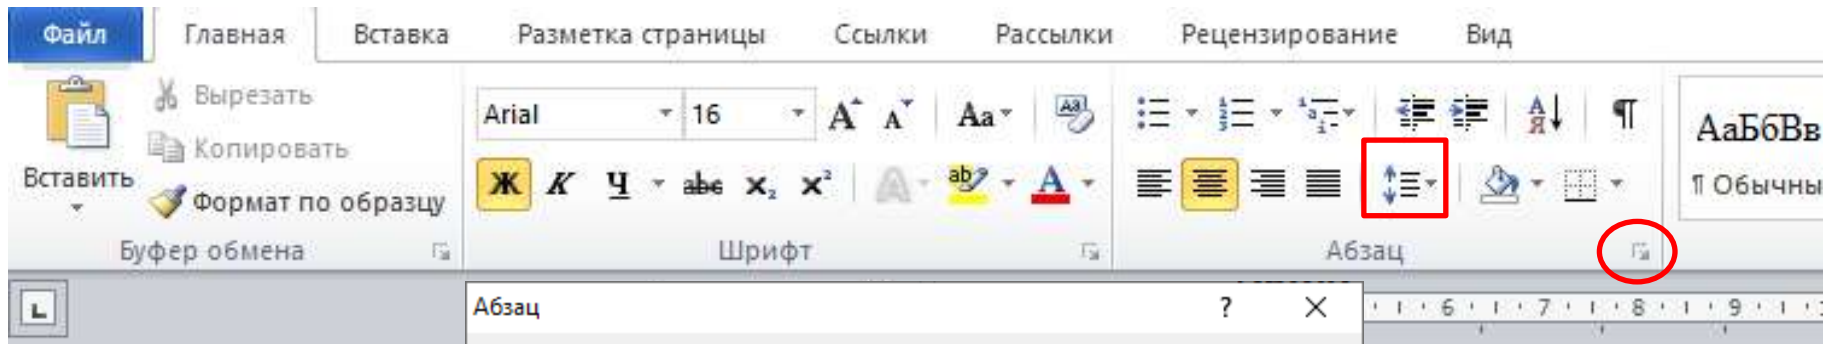 Файл Главная Вставка Разметка страницы Ссылки Рассылки Рецензирование Вид
Вырезать
Копировать
Вставить
Формат по образцу
Буфер обмена
Arial 16 A A Aa
Ж К Ч abc x₂ x² A ab A
Шрифт
А Я ¶
Абзац
АаБбВв
¶ Обычны
Абзац ? ×
6 7 8 9